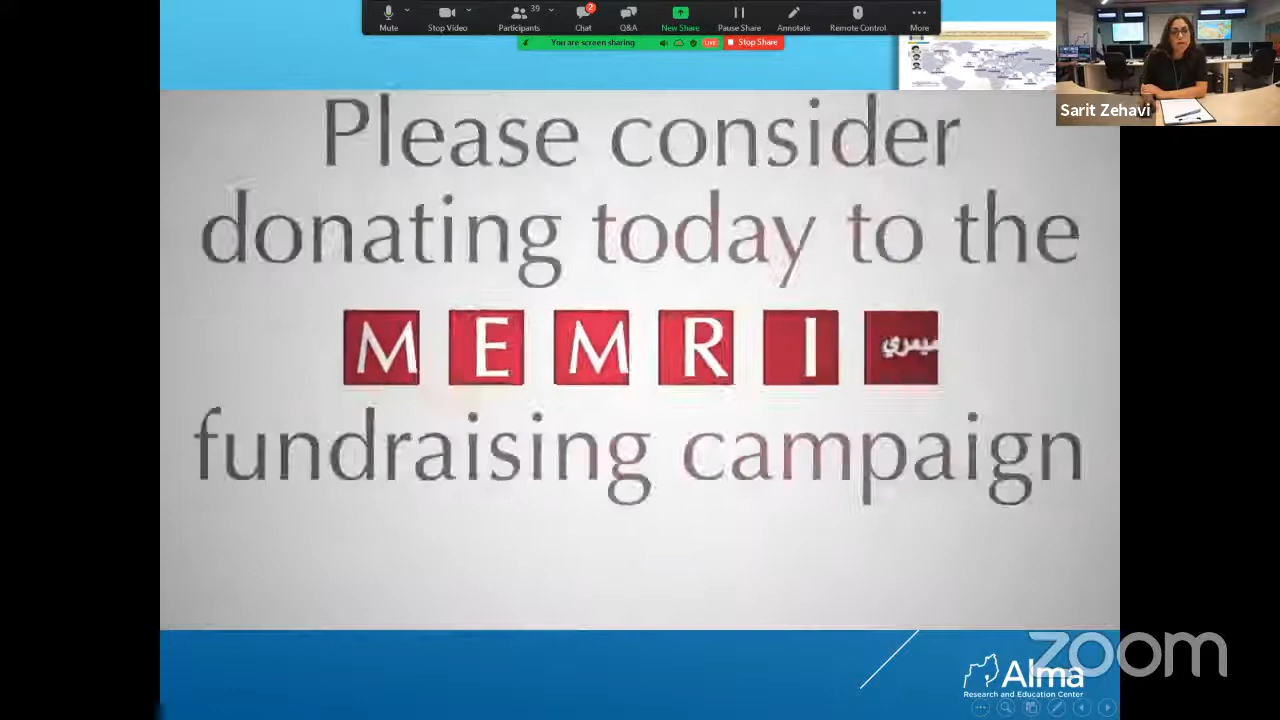 39
2
Mute
Stop Video
Participants
Chat
Q&A
New Share
Pause Share
Annotate
Remote Control
More
You are screen sharing
LIVE
Stop Share
Sarit Zehavi
Please consider
donating today to the
MEMRI ميمري
fundraising campaign
zoom
Alma
Research and Education Center